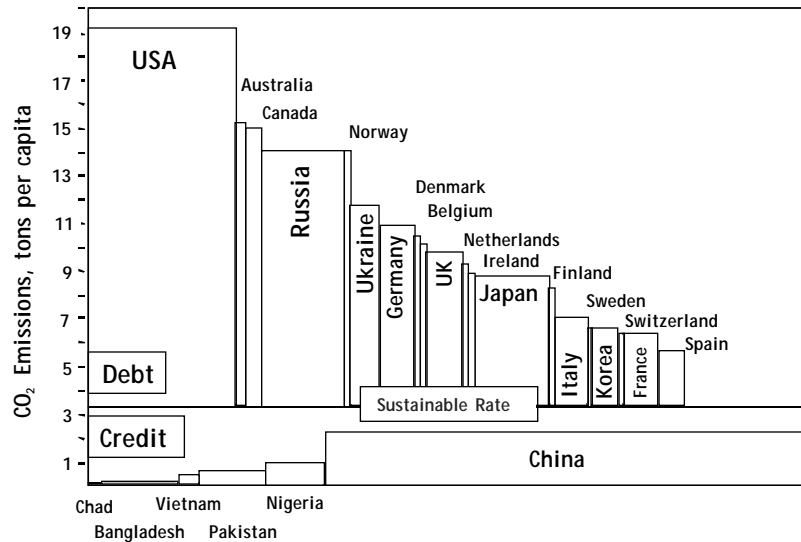 CO₂ Emissions, tons per capita
19
17
15
13
11
9
7
5
3
1
USA
Australia
Canada
Russia
Norway
Ukraine
Germany
Denmark
Belgium
UK
Netherlands
Ireland
Japan
Finland
Italy
Sweden
Korea
Switzerland
France
Spain
Debt
Sustainable Rate
Credit
China
Chad
Bangladesh
Vietnam
Pakistan
Nigeria